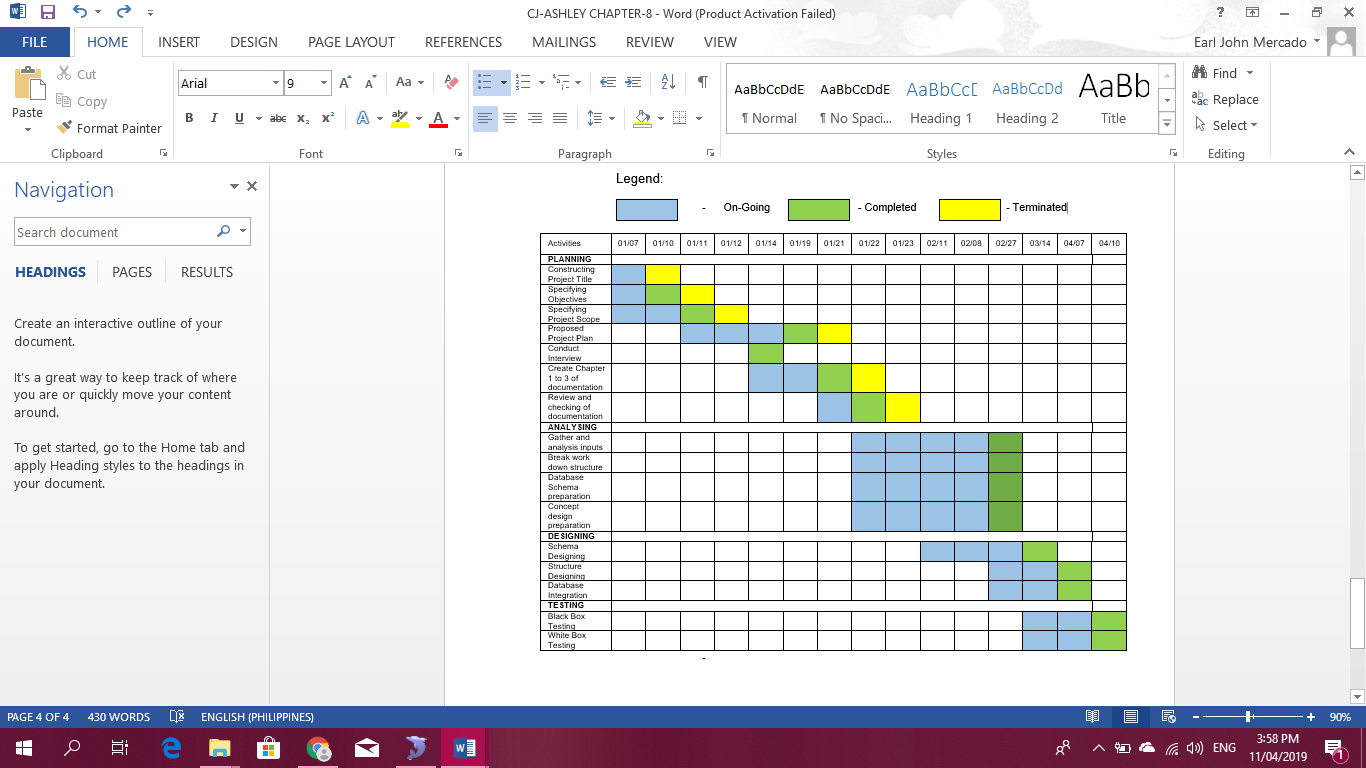 CJ-ASHLEY CHAPTER-8 - Word (Product Activation Failed)
FILE HOME INSERT DESIGN PAGE LAYOUT REFERENCES MAILINGS REVIEW VIEW Earl John Mercado
Paste
Cut
Copy
Format Painter
Clipboard
Arial 9
Font
Paragraph
AaBbCcDdE AaBbCcDdE AaBbCcE AaBbCcDd AaBb
¶ Normal ¶ No Spaci... Heading 1 Heading 2 Title
Styles
Find
Replace
Select
Editing
Navigation
Search document
HEADINGS PAGES RESULTS
Create an interactive outline of your
document.
It's a great way to keep track of where
you are or quickly move your content
around.
To get started, go to the Home tab and
apply Heading styles to the headings in
your document.
Legend:
- On-Going - Completed - Terminated
Activities 01/07 01/10 01/11 01/12 01/14 01/19 01/21 01/22 01/23 02/11 02/08 02/27 03/14 04/07 04/10
PLANNING
Constructing
Project Title
Specifying
Objectives
Specifying
Project Scope
Proposed
Project Plan
Conduct
Interview
Create Chapter
1 to 3 of
documentation
Review and
checking of
documentation
ANALYSING
Gather and
analysis inputs
Break work
down structure
Database
Schema
preparation
Concept
design
preparation
DESIGNING
Schema
Designing
Structure
Designing
Database
Integration
TESTING
Black Box
Testing
White Box
Testing
-
PAGE 4 OF 4 430 WORDS ENGLISH (PHILIPPINES) 90%
ENG
3:58 PM
11/04/2019
1